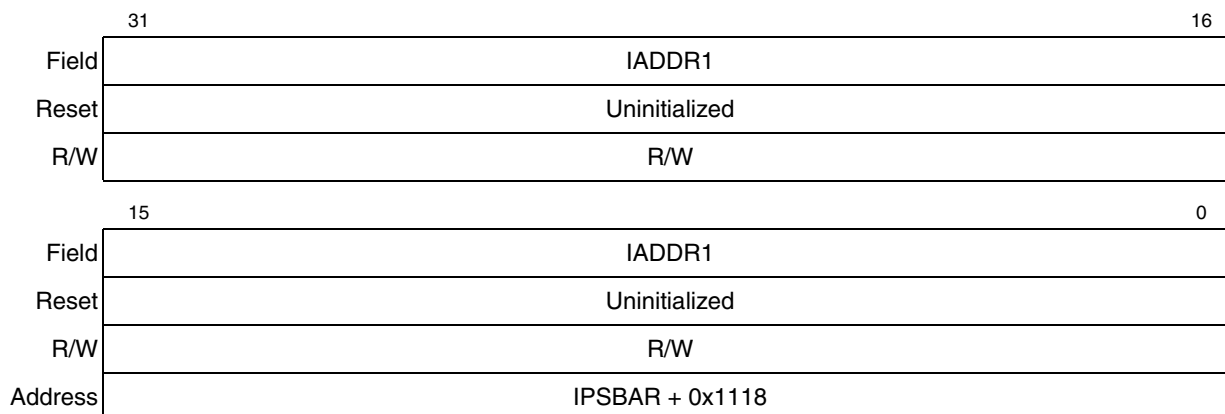 31 16
Field IADDR1
Reset Uninitialized
R/W R/W
15 0
Field IADDR1
Reset Uninitialized
R/W R/W
Address IPSBAR + 0x1118